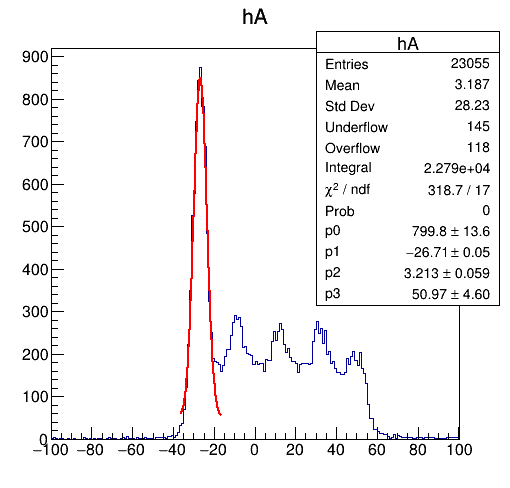 hA
hA
Entries 23055
Mean 3.187
Std Dev 28.23
Underflow 145
Overflow 118
Integral 2.279e+04
χ² / ndf 318.7 / 17
Prob 0
p0 799.8 ± 13.6
p1 −26.71 ± 0.05
p2 3.213 ± 0.059
p3 50.97 ± 4.60
900
800
700
600
500
400
300
200
100
0
−100 −80 −60 −40 −20 0 20 40 60 80 100